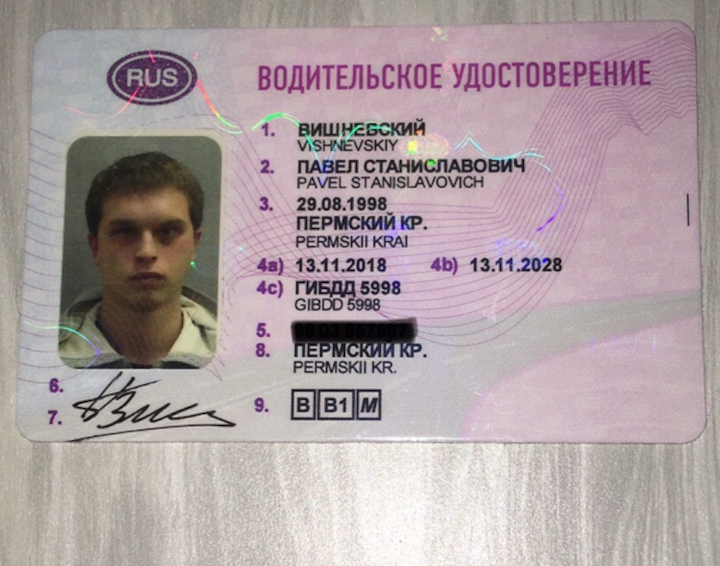 RUS
ВОДИТЕЛЬСКОЕ УДОСТОВЕРЕНИЕ
1. ВИШНЕВСКИЙ
VISHNEVSKIY
2. ПАВЕЛ СТАНИСЛАВОВИЧ
PAVEL STANISLAVOVICH
3. 29.08.1998
ПЕРМСКИЙ КР.
PERMSKII KRAI
4a) 13.11.2018 4b) 13.11.2028
4c) ГИБДД 5998
GIBDD 5998
5.
8. ПЕРМСКИЙ КР.
PERMSKII KR.
6.
7.
9. B B1 M